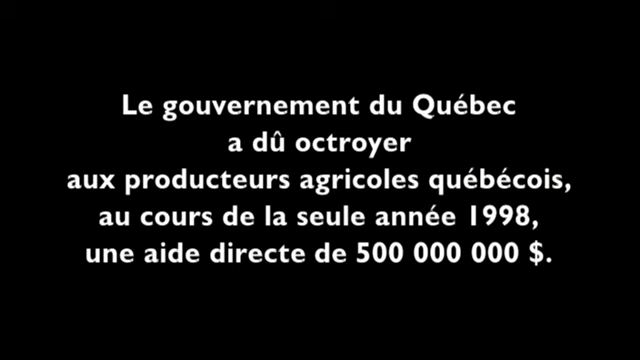 Le gouvernement du Québec
a dû octroyer
aux producteurs agricoles québécois,
au cours de la seule année 1998,
une aide directe de 500 000 000 $.